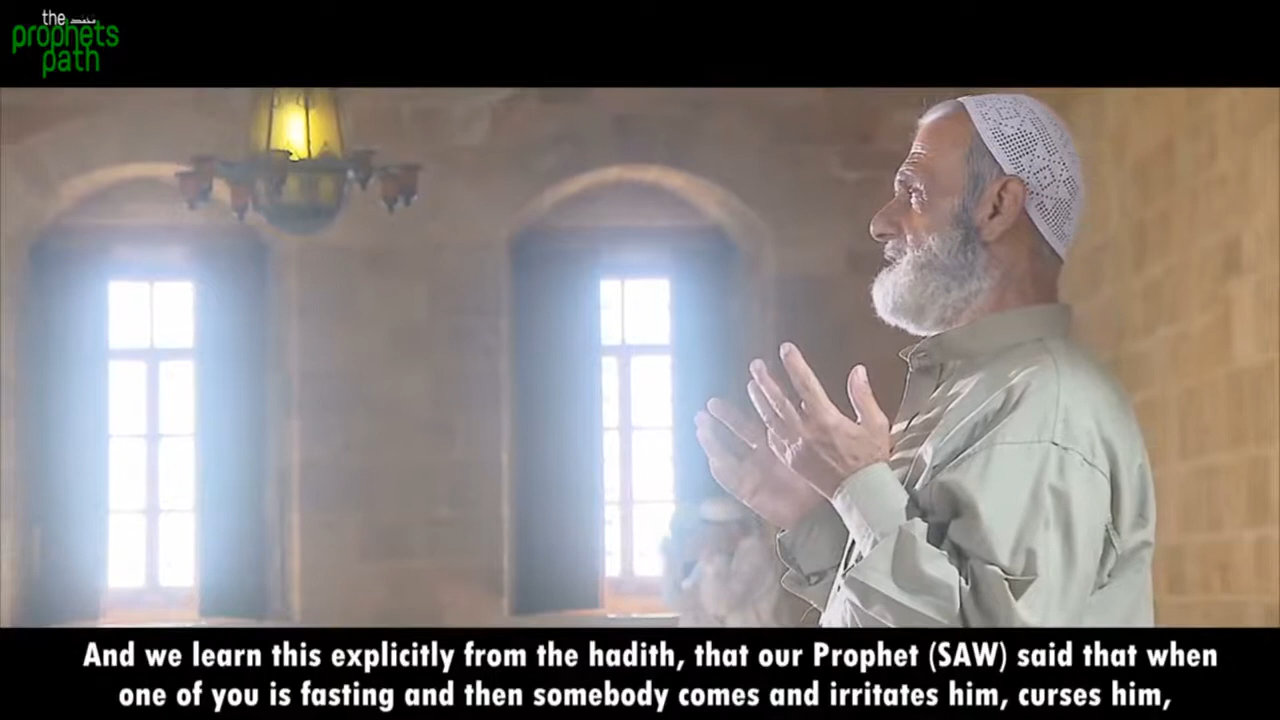 the محمد
prophets
path
And we learn this explicitly from the hadith, that our Prophet (SAW) said that when
one of you is fasting and then somebody comes and irritates him, curses him,